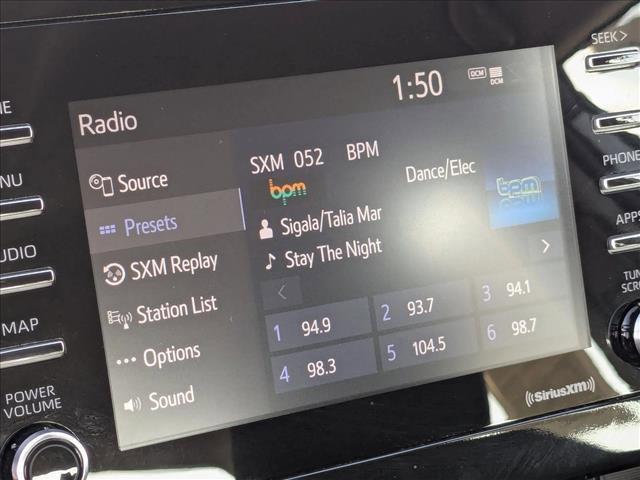 SEEK >
1:50
DCM
DCM
Radio
SXM 052 BPM
Source
Dance/Elec
PHONE
bpm
bpm
Presets
Sigala/Talia Mar
APPS
SXM Replay
Stay The Night
AUDIO
Station List
1 94.9
2 93.7
3 94.1
MAP
Options
4 98.3
5 104.5
6 98.7
POWER
VOLUME
Sound
SiriusXM